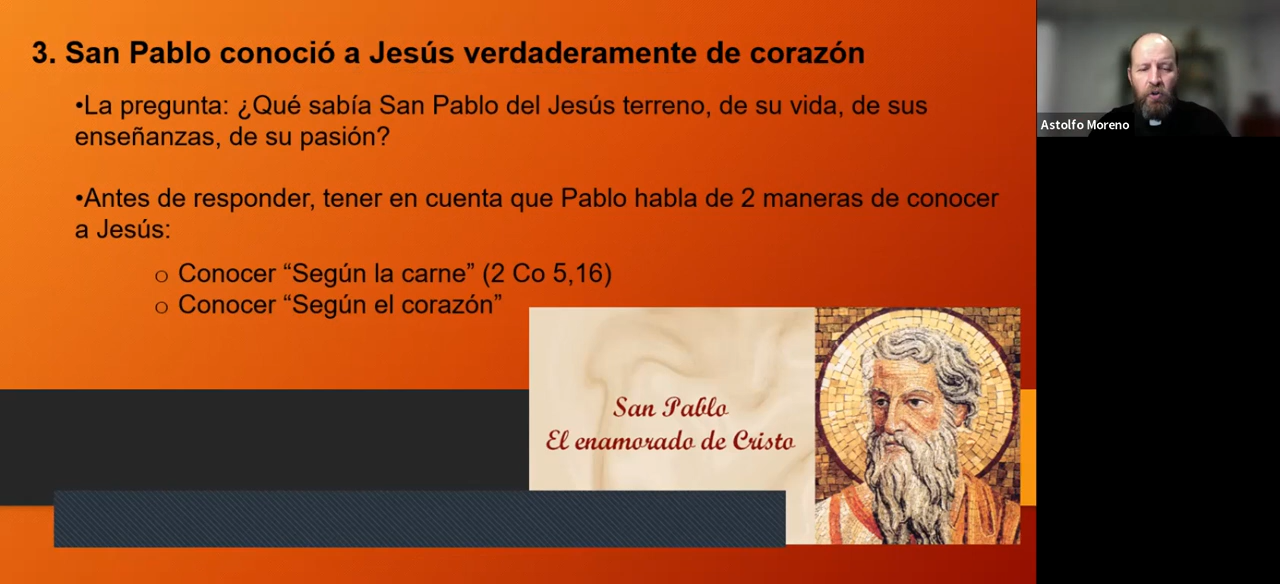 3. San Pablo conoció a Jesús verdaderamente de corazón
•La pregunta: ¿Qué sabía San Pablo del Jesús terreno, de su vida, de sus
enseñanzas, de su pasión?
•Antes de responder, tener en cuenta que Pablo habla de 2 maneras de conocer
a Jesús:
o Conocer “Según la carne” (2 Co 5,16)
o Conocer “Según el corazón”
San Pablo
El enamorado de Cristo
Astolfo Moreno